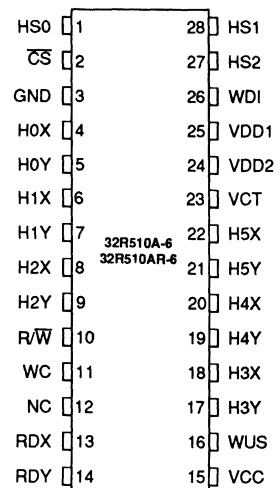 HS0 1 28 HS1
C̅S̅ 2 27 HS2
GND 3 26 WDI
H0X 4 25 VDD1
H0Y 5 24 VDD2
H1X 6 23 VCT
H1Y 7 32R510A-6 22 H5X
H2X 8 32R510AR-6 21 H5Y
H2Y 9 20 H4X
R/W̅ 10 19 H4Y
WC 11 18 H3X
NC 12 17 H3Y
RDX 13 16 WUS
RDY 14 15 VCC